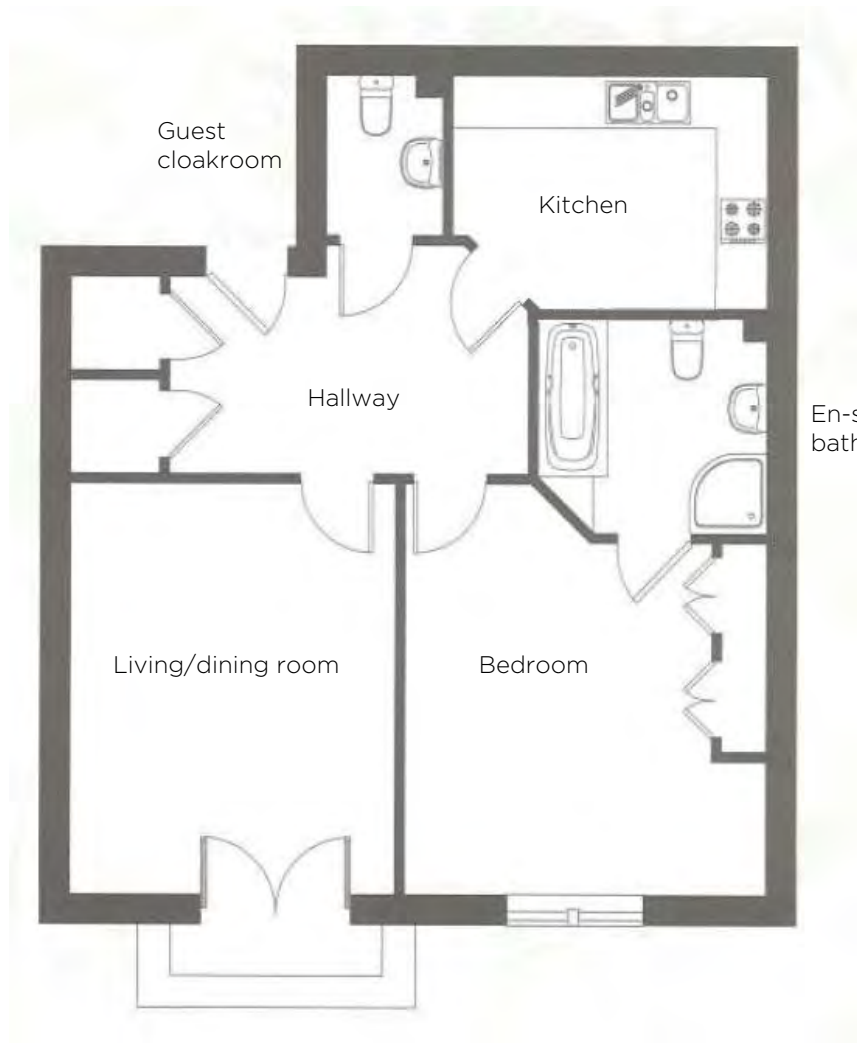 Guest
cloakroom
Kitchen
Hallway
En-s
bath
Living/dining room
Bedroom